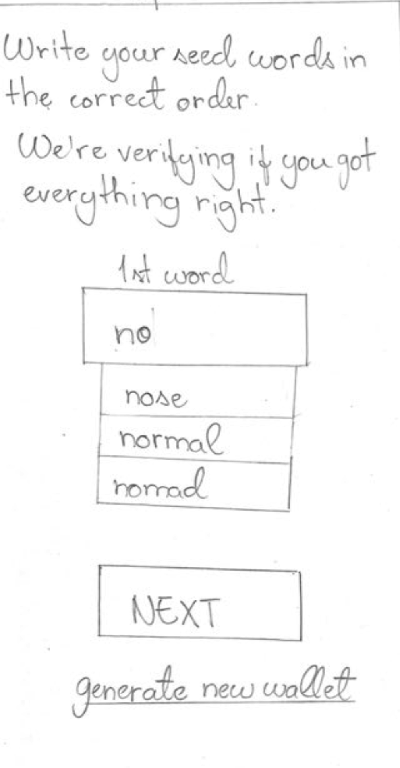 Write your seed words in
the correct order.
We're verifying if you got
everything right.
1st word
no
nose
normal
nomad
NEXT
generate new wallet